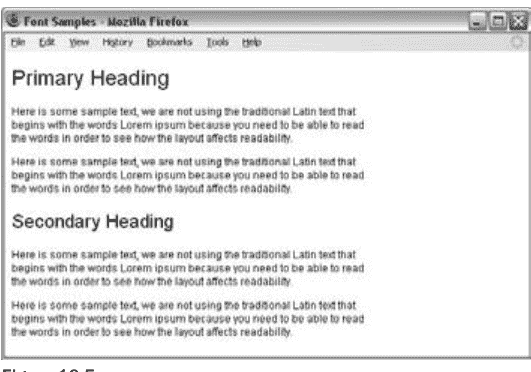 Font Samples - Mozilla Firefox
File Edit View History Bookmarks Tools Help
Primary Heading
Here is some sample text, we are not using the traditional Latin text that
begins with the words Lorem ipsum because you need to be able to read
the words in order to see how the layout affects readability.
Here is some sample text, we are not using the traditional Latin text that
begins with the words Lorem ipsum because you need to be able to read
the words in order to see how the layout affects readability.
Secondary Heading
Here is some sample text, we are not using the traditional Latin text that
begins with the words Lorem ipsum because you need to be able to read
the words in order to see how the layout affects readability.
Here is some sample text, we are not using the traditional Latin text that
begins with the words Lorem ipsum because you need to be able to read
the words in order to see how the layout affects readability.